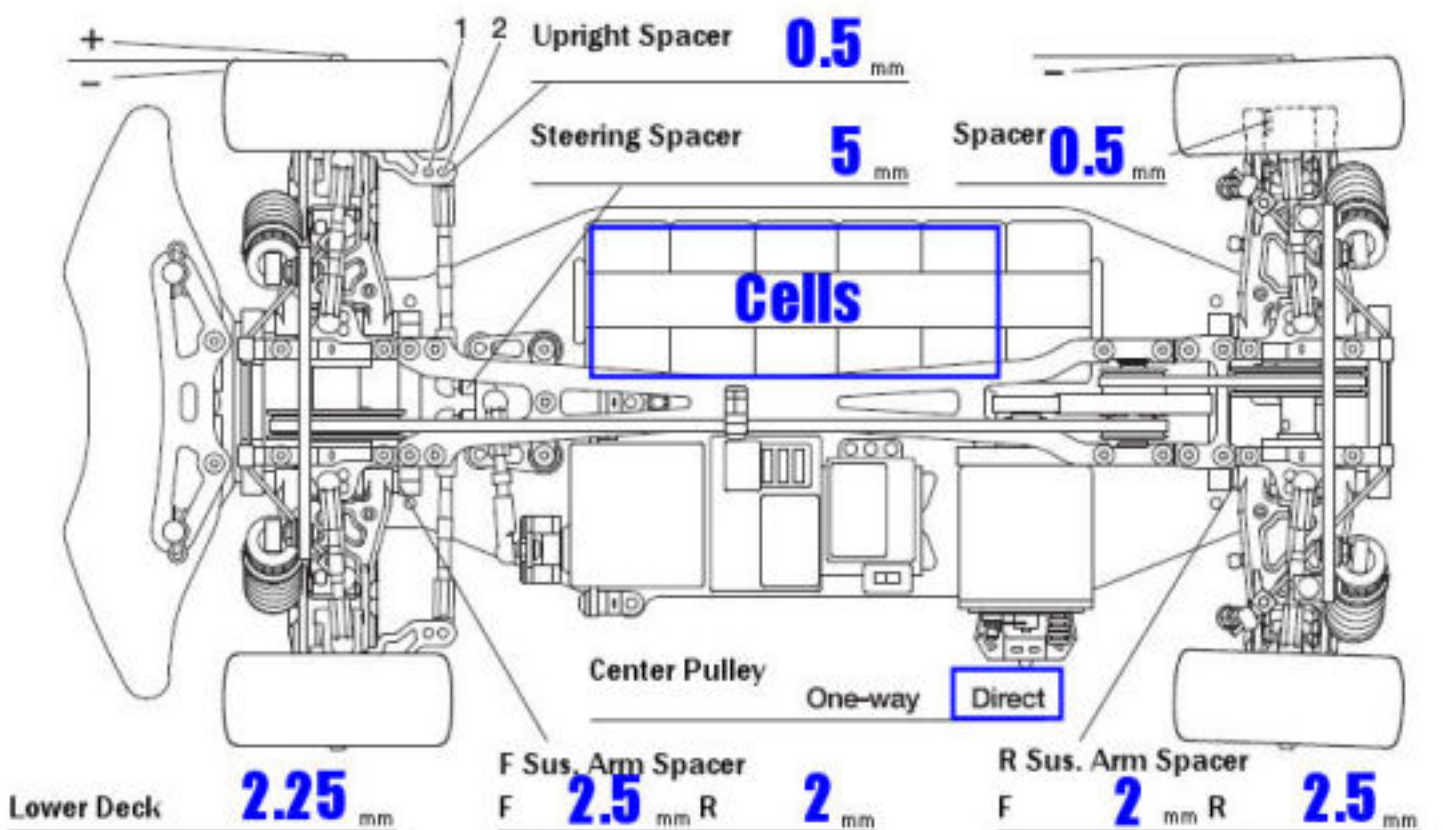 + 1 2 Upright Spacer 0.5 mm
−
−
Steering Spacer 5 mm Spacer 0.5 mm
Cells
Center Pulley
One-way Direct
F Sus. Arm Spacer R Sus. Arm Spacer
Lower Deck 2.25 mm F 2.5 mm R 2 mm F 2 mm R 2.5 mm